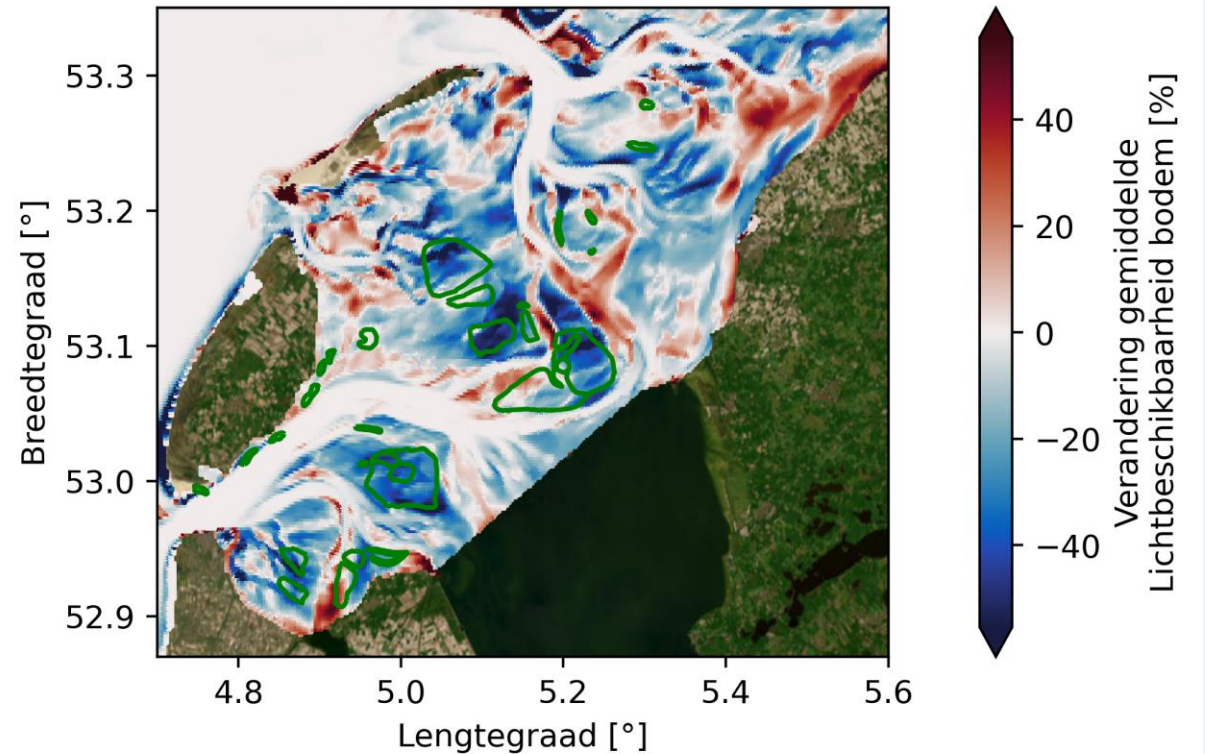 53.3
53.2
53.1
53.0
52.9
Breedtegraad [°]
4.8 5.0 5.2 5.4 5.6
Lengtegraad [°]
40
20
0
−20
−40
Verandering gemiddelde
Lichtbeschikbaarheid bodem [%]